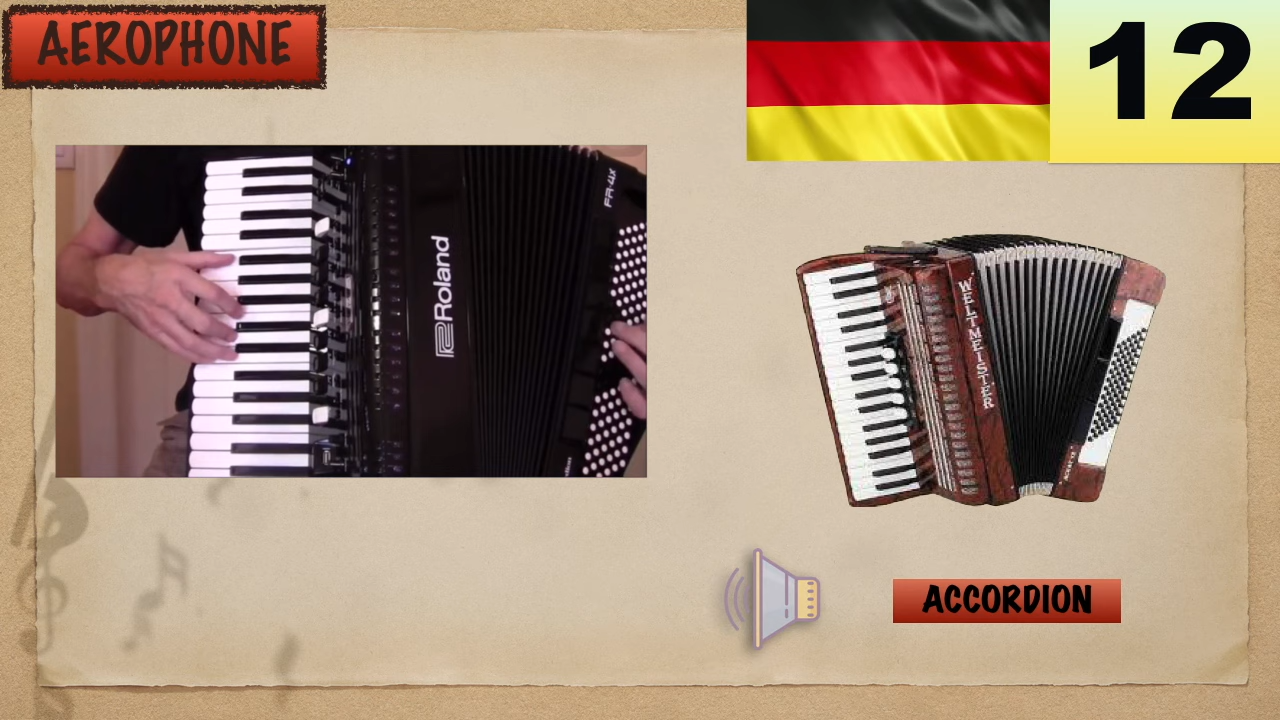 AEROPHONE
12
Roland
FR-4x
WELTMEISTER
ACCORDION